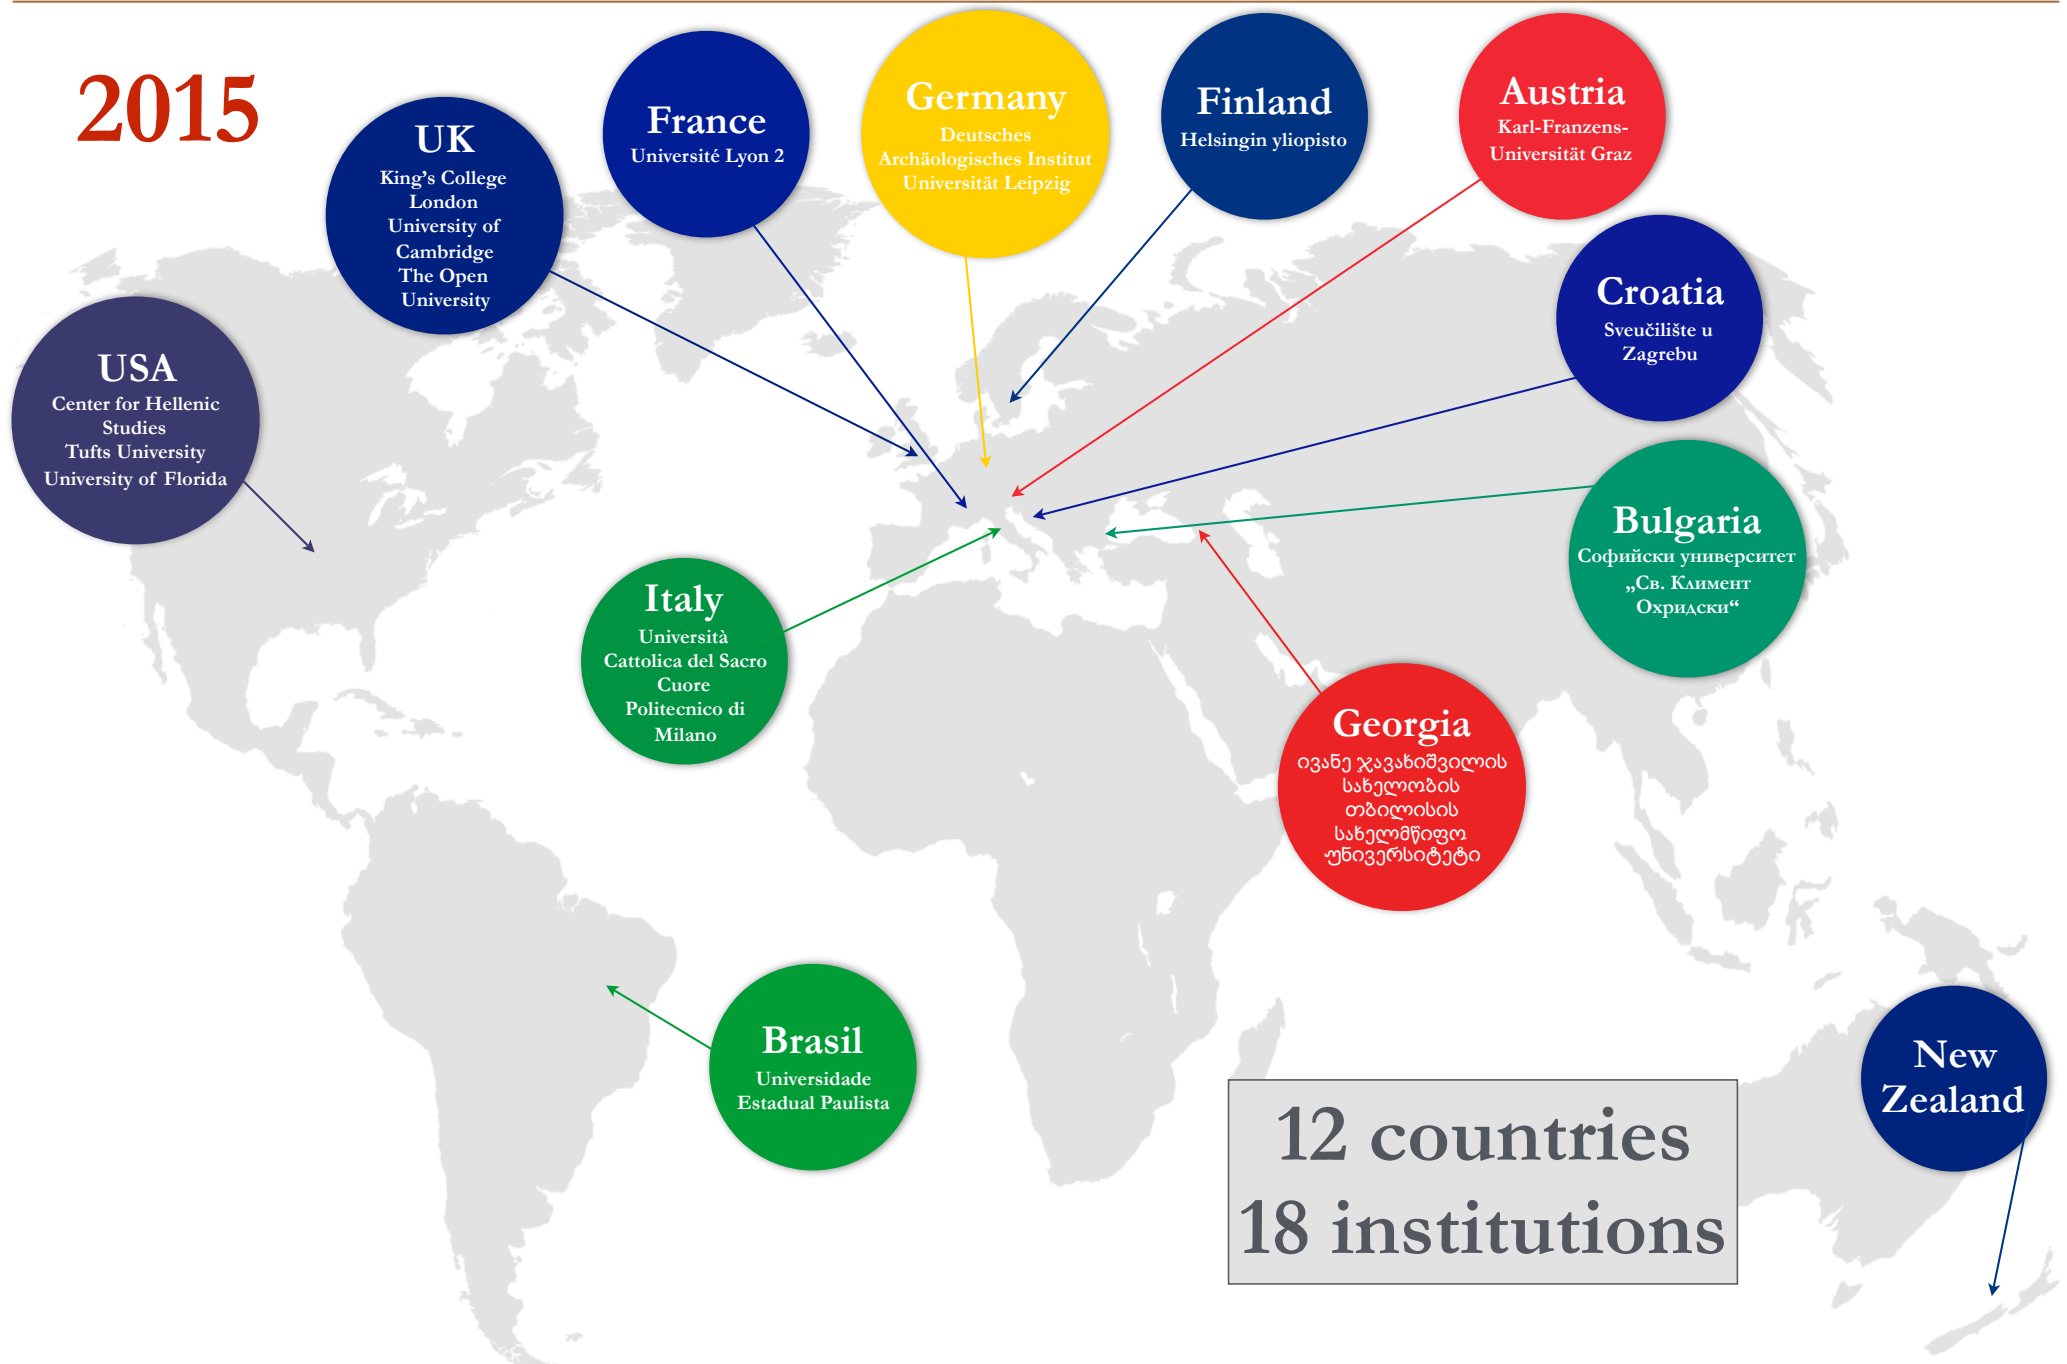 2015
UK
King's College
London
University of
Cambridge
The Open
University
France
Université Lyon 2
Germany
Deutsches
Archäologisches Institut
Universität Leipzig
Finland
Helsingin yliopisto
Austria
Karl-Franzens-
Universität Graz
Croatia
Sveučilište u
Zagrebu
USA
Center for Hellenic
Studies
Tufts University
University of Florida
Bulgaria
Софийски университет
„Св. Климент
Охридски“
Italy
Università
Cattolica del Sacro
Cuore
Politecnico di
Milano
Georgia
ივანე ჯავახიშვილის
სახელობის
თბილისის
სახელმწიფო
უნივერსიტეტი
Brasil
Universidade
Estadual Paulista
New
Zealand
12 countries
18 institutions